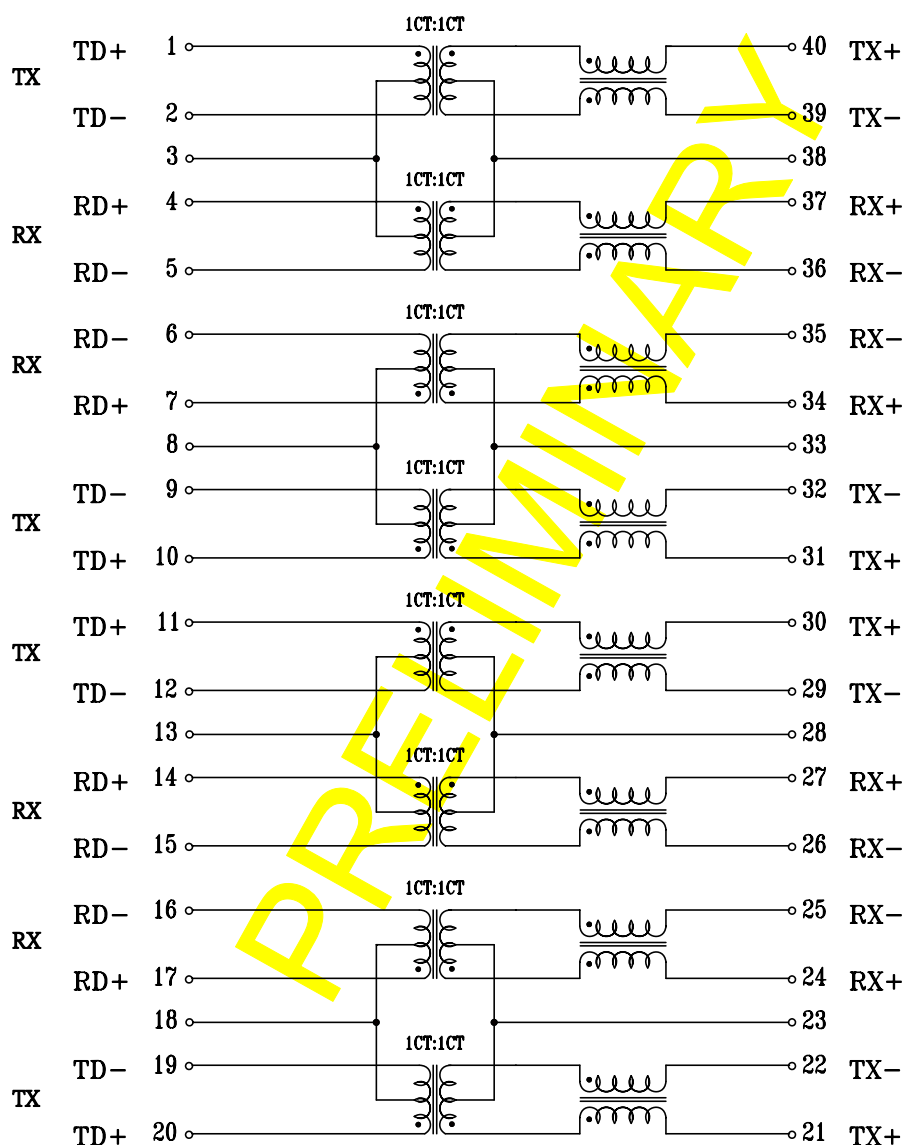 1CT:1CT
TD+ 1 40 TX+
TX
TD- 2 39 TX-
3 38
1CT:1CT
RD+ 4 37 RX+
RX
RD- 5 36 RX-
1CT:1CT
RD- 6 35 RX-
RX
RD+ 7 34 RX+
8 33
1CT:1CT
TD- 9 32 TX-
TX
TD+ 10 31 TX+
1CT:1CT
TD+ 11 30 TX+
TX
TD- 12 29 TX-
13 28
1CT:1CT
RD+ 14 27 RX+
RX
RD- 15 26 RX-
1CT:1CT
RD- 16 25 RX-
RX
RD+ 17 24 RX+
18 23
1CT:1CT
TD- 19 22 TX-
TX
TD+ 20 21 TX+
PRELIMINARY